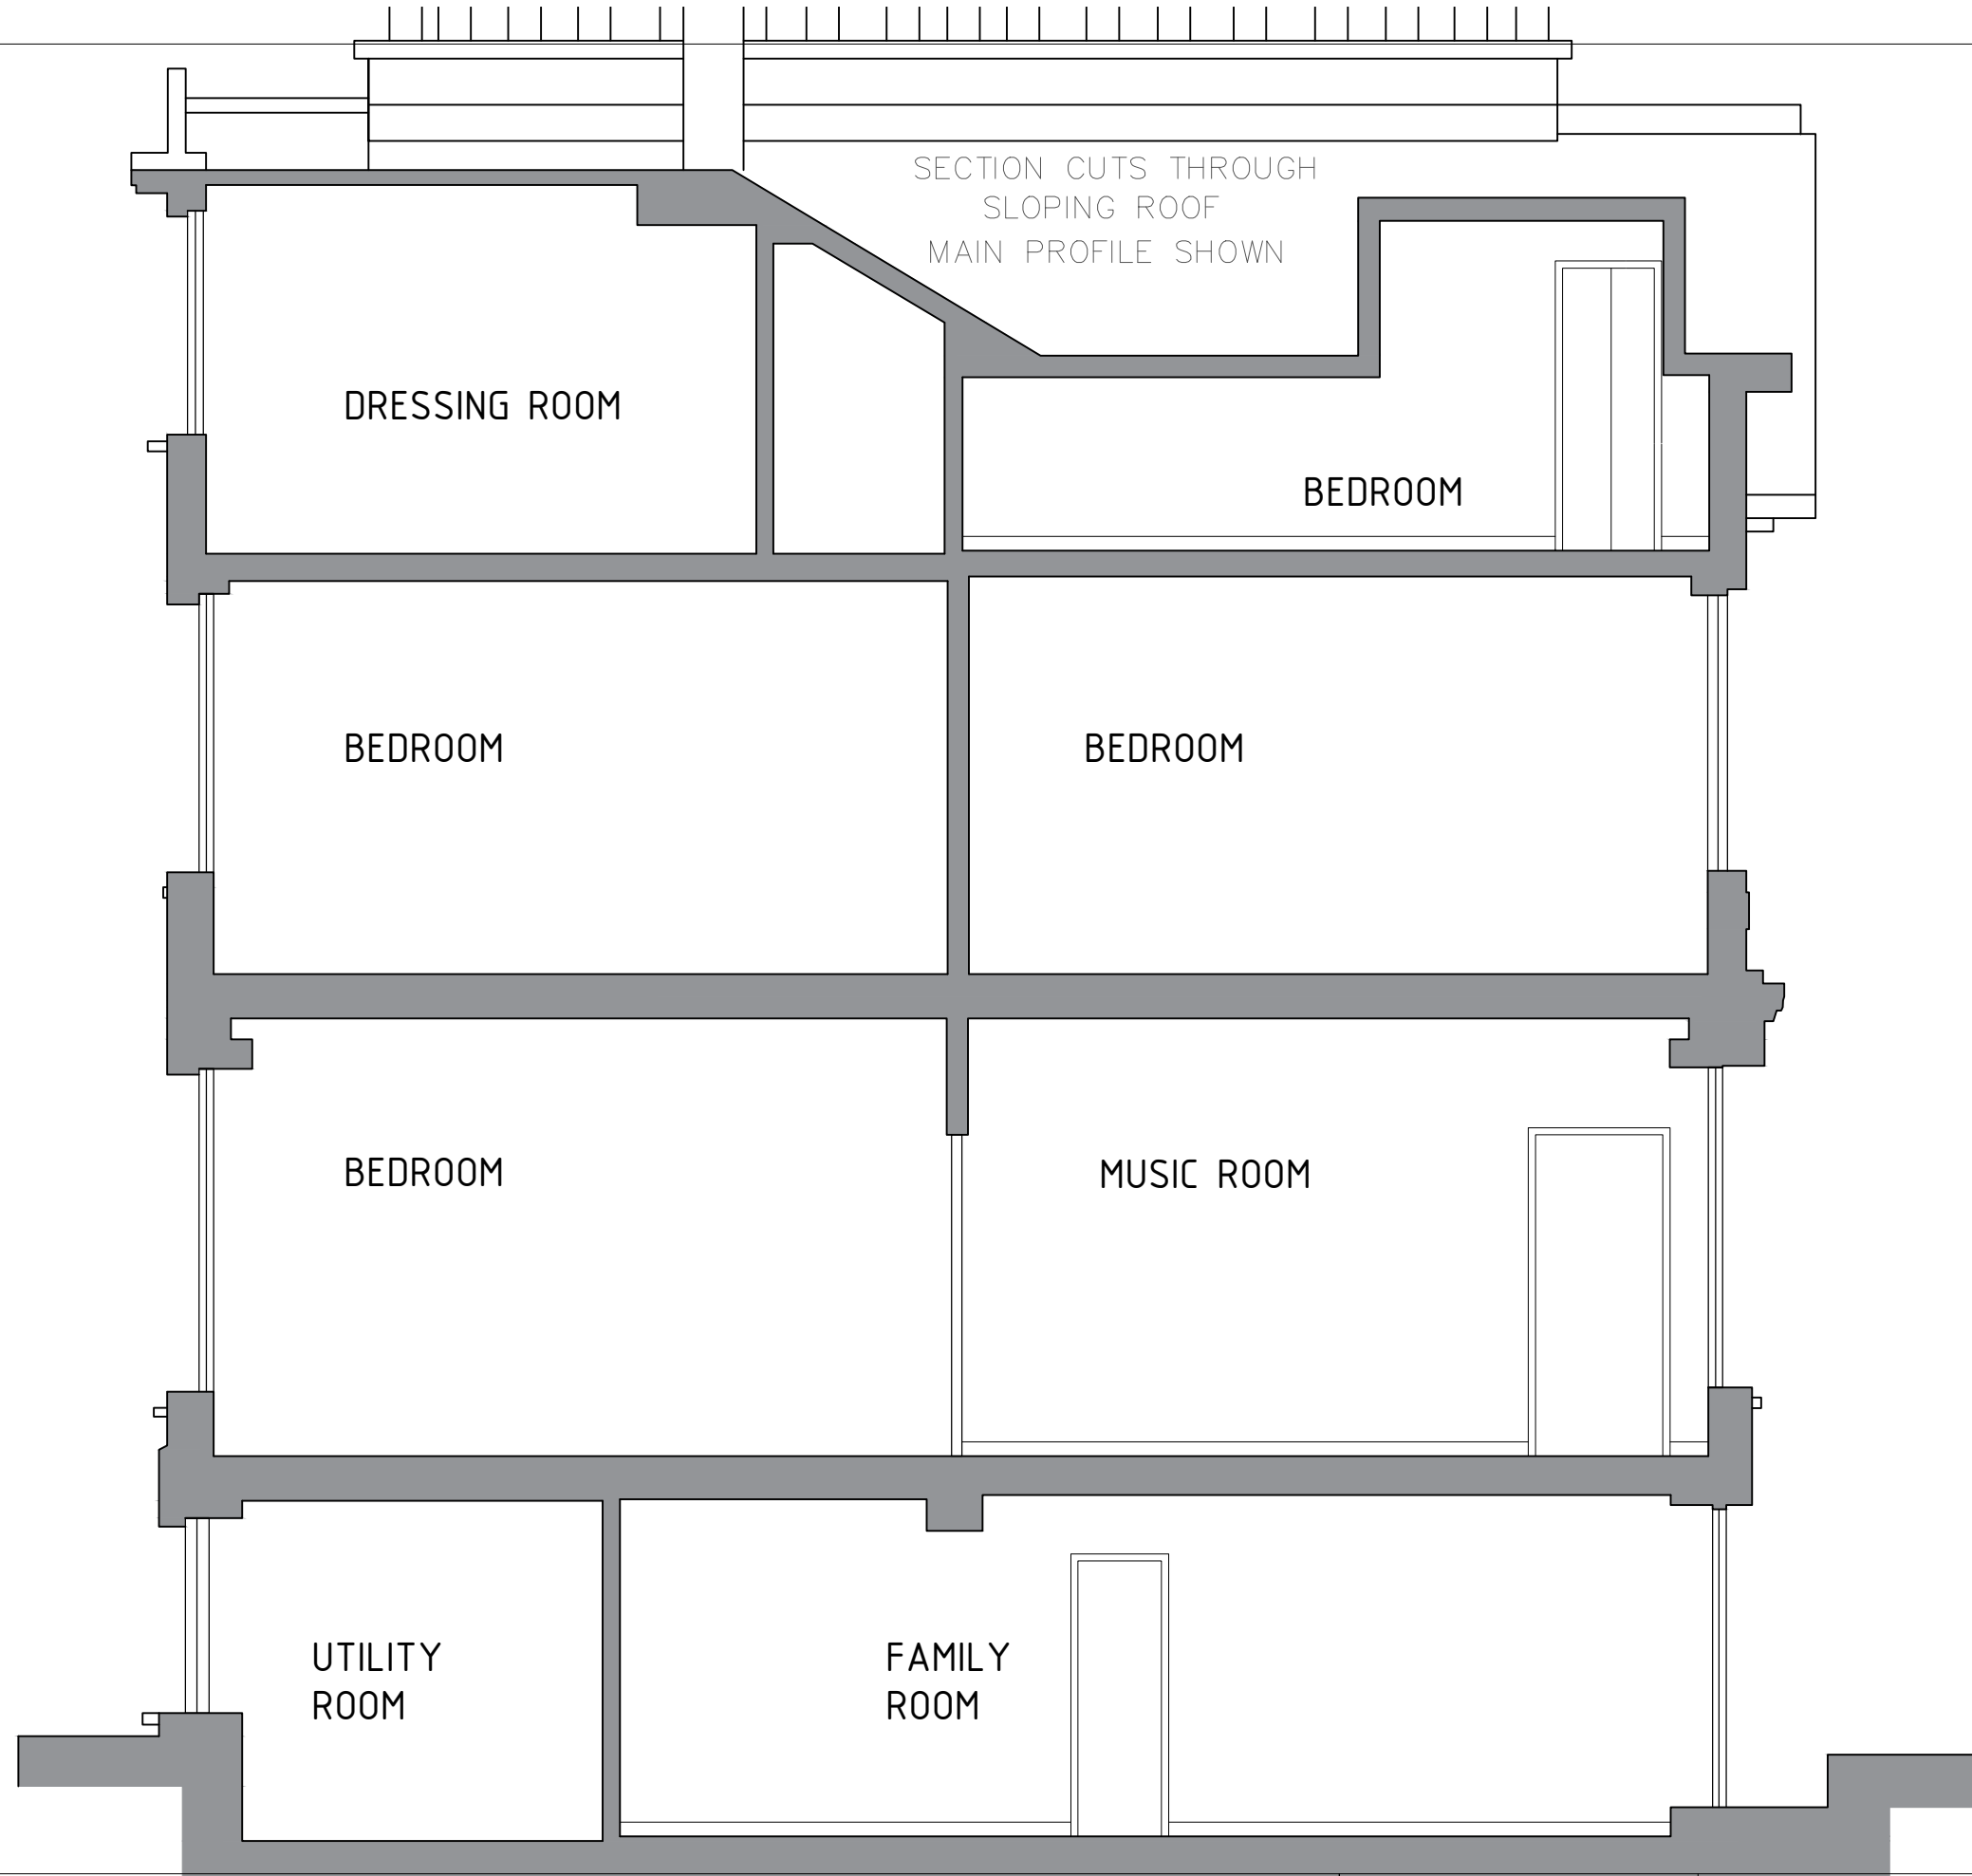 SECTION CUTS THROUGH
SLOPING ROOF
MAIN PROFILE SHOWN
DRESSING ROOM
BEDROOM
BEDROOM
BEDROOM
BEDROOM
MUSIC ROOM
UTILITY
ROOM
FAMILY
ROOM